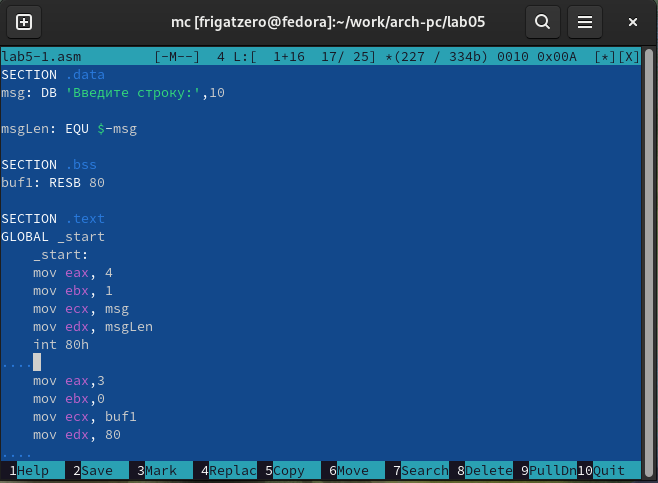 mc [frigatzero@fedora]:~/work/arch-pc/lab05
lab5-1.asm [-M--] 4 L:[ 1+16 17/ 25] *(227 / 334b) 0010 0x00A [*][X]
SECTION .data
msg: DB 'Введите строку:',10
msgLen: EQU $-msg
SECTION .bss
buf1: RESB 80
SECTION .text
GLOBAL _start
_start:
mov eax, 4
mov ebx, 1
mov ecx, msg
mov edx, msgLen
int 80h
....
mov eax,3
mov ebx,0
mov ecx, buf1
mov edx, 80
....
1Help 2Save 3Mark 4Replac 5Copy 6Move 7Search 8Delete 9PullDn 10Quit